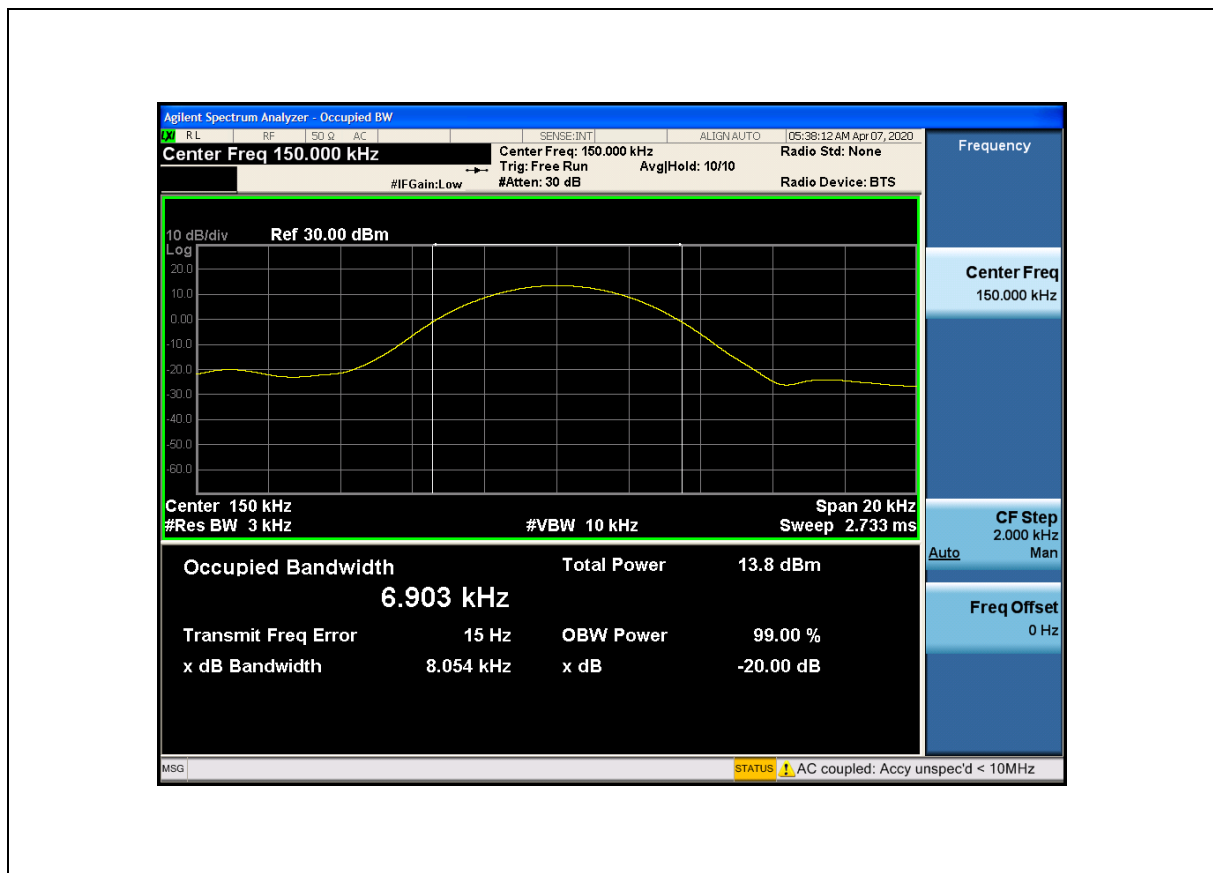 Agilent Spectrum Analyzer - Occupied BW
LXI RL RF 50 Ω AC SENSE:INT ALIGN AUTO 05:38:12 AM Apr 07, 2020
Center Freq 150.000 kHz
Center Freq: 150.000 kHz Radio Std: None
Trig: Free Run Avg|Hold: 10/10
#IFGain:Low #Atten: 30 dB Radio Device: BTS
10 dB/div Ref 30.00 dBm
Log
20.0
10.0
0.00
-10.0
-20.0
-30.0
-40.0
-50.0
-60.0
Center 150 kHz Span 20 kHz
#Res BW 3 kHz #VBW 10 kHz Sweep 2.733 ms
Occupied Bandwidth Total Power 13.8 dBm
6.903 kHz
Transmit Freq Error 15 Hz OBW Power 99.00 %
x dB Bandwidth 8.054 kHz x dB -20.00 dB
Frequency
Center Freq
150.000 kHz
CF Step
2.000 kHz
Auto Man
Freq Offset
0 Hz
MSG STATUS AC coupled: Accy unspec'd < 10MHz